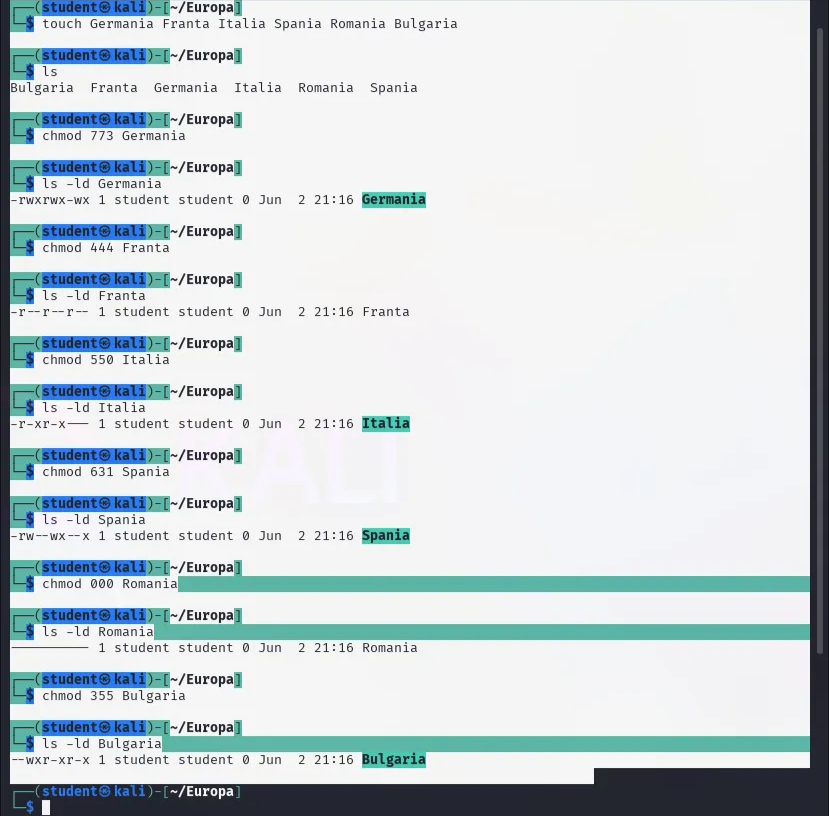 ┌──(student㉿kali)-[~/Europa]
└─$ touch Germania Franta Italia Spania Romania Bulgaria
┌──(student㉿kali)-[~/Europa]
└─$ ls
Bulgaria  Franta  Germania  Italia  Romania  Spania
┌──(student㉿kali)-[~/Europa]
└─$ chmod 773 Germania
┌──(student㉿kali)-[~/Europa]
└─$ ls -ld Germania
-rwxrwx-wx 1 student student 0 Jun  2 21:16 Germania
┌──(student㉿kali)-[~/Europa]
└─$ chmod 444 Franta
┌──(student㉿kali)-[~/Europa]
└─$ ls -ld Franta
-r--r--r-- 1 student student 0 Jun  2 21:16 Franta
┌──(student㉿kali)-[~/Europa]
└─$ chmod 550 Italia
┌──(student㉿kali)-[~/Europa]
└─$ ls -ld Italia
-r-xr-x--- 1 student student 0 Jun  2 21:16 Italia
┌──(student㉿kali)-[~/Europa]
└─$ chmod 631 Spania
┌──(student㉿kali)-[~/Europa]
└─$ ls -ld Spania
-rw--wx--x 1 student student 0 Jun  2 21:16 Spania
┌──(student㉿kali)-[~/Europa]
└─$ chmod 000 Romania
┌──(student㉿kali)-[~/Europa]
└─$ ls -ld Romania
---------- 1 student student 0 Jun  2 21:16 Romania
┌──(student㉿kali)-[~/Europa]
└─$ chmod 355 Bulgaria
┌──(student㉿kali)-[~/Europa]
└─$ ls -ld Bulgaria
--wxr-xr-x 1 student student 0 Jun  2 21:16 Bulgaria
┌──(student㉿kali)-[~/Europa]
└─$
KALI